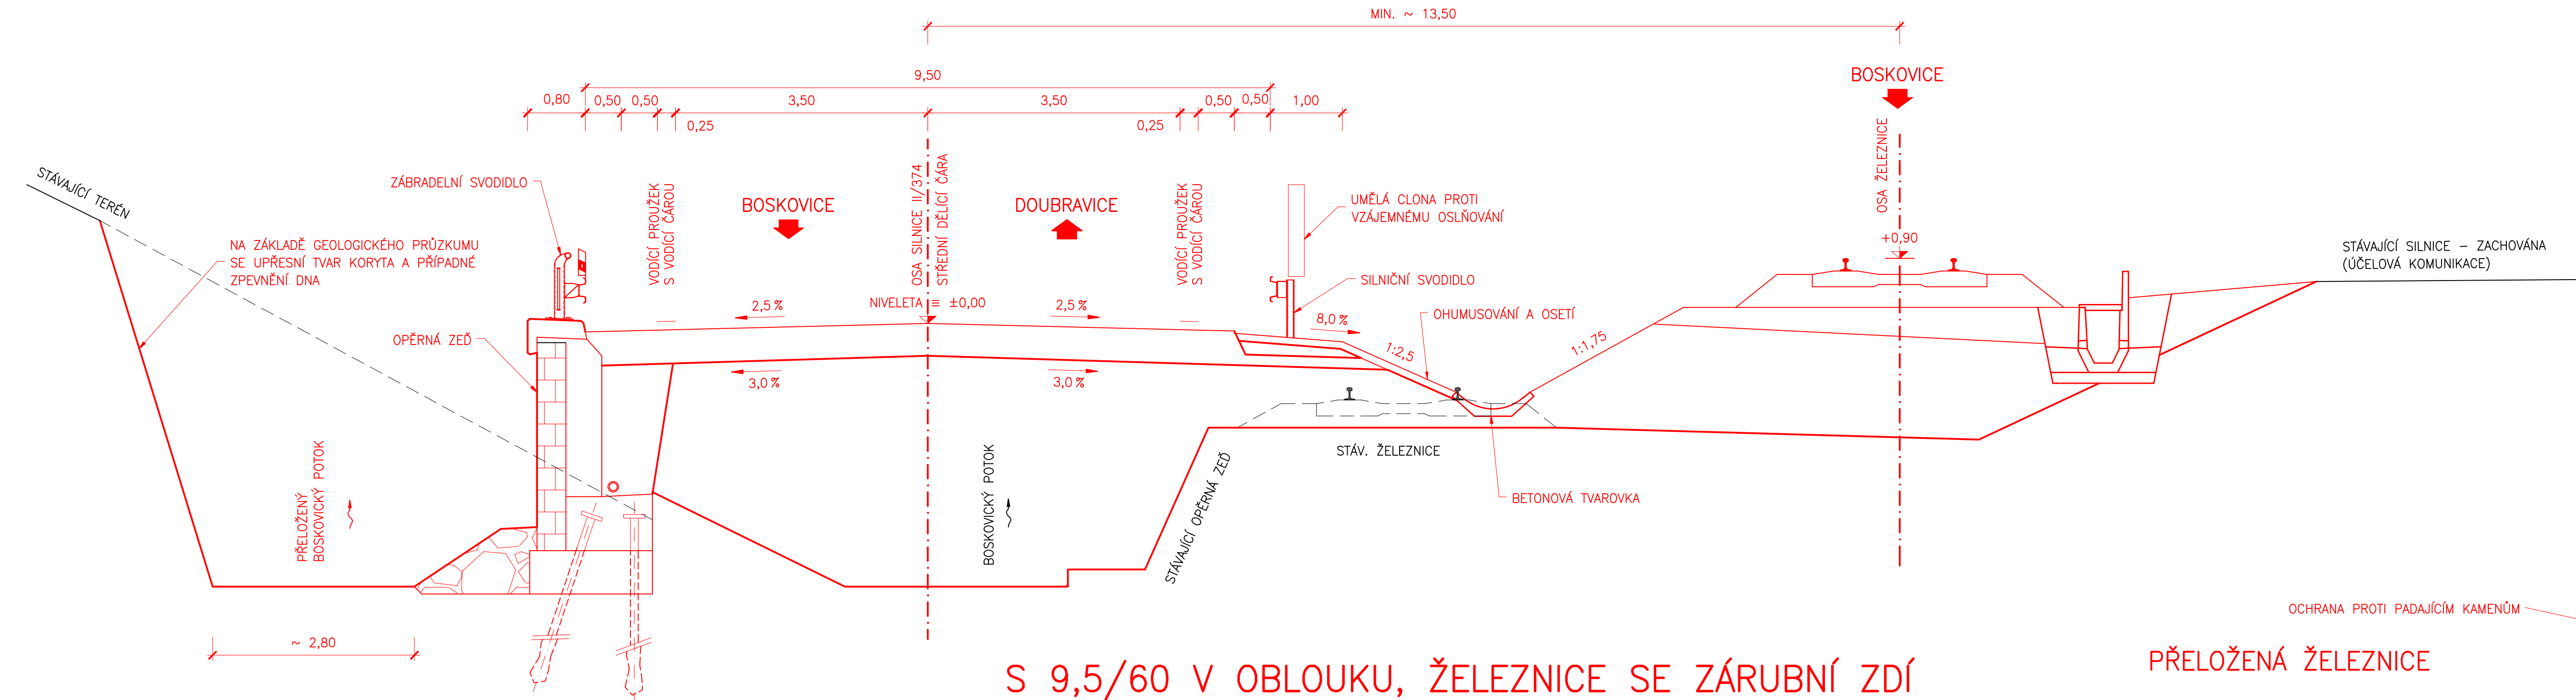 MIN. ~ 13,50
9,50
0,80
0,50
0,50
3,50
3,50
0,50
0,50
1,00
0,25
0,25
BOSKOVICE
OSA ŽELEZNICE
STÁVAJÍCÍ TERÉN
ZÁBRADELNÍ SVODIDLO
VODÍCÍ PROUŽEK
S VODÍCÍ ČÁROU
BOSKOVICE
OSA SILNICE II/374
STŘEDNÍ DĚLÍCÍ ČÁRA
DOUBRAVICE
VODÍCÍ PROUŽEK
S VODÍCÍ ČÁROU
UMĚLÁ CLONA PROTI
VZÁJEMNÉMU OSLŇOVÁNÍ
+0,90
NA ZÁKLADĚ GEOLOGICKÉHO PRŮZKUMU
SE UPŘESNÍ TVAR KORYTA A PŘÍPADNÉ
ZPEVNĚNÍ DNA
STÁVAJÍCÍ SILNICE – ZACHOVÁNA
(ÚČELOVÁ KOMUNIKACE)
SILNIČNÍ SVODIDLO
2,5%
NIVELETA ≡ ±0,00
2,5%
8,0%
OHUMUSOVÁNÍ A OSETÍ
OPĚRNÁ ZEĎ
1:2,5
1:1,75
3,0%
3,0%
PŘELOŽENÝ
BOSKOVICKÝ POTOK
BOSKOVICKÝ POTOK
STÁVAJÍCÍ OPĚRNÁ ZEĎ
STÁV. ŽELEZNICE
BETONOVÁ TVAROVKA
~ 2,80
OCHRANA PROTI PADAJÍCÍM KAMENŮM
S 9,5/60 V OBLOUKU, ŽELEZNICE SE ZÁRUBNÍ ZDÍ
PŘELOŽENÁ ŽELEZNICE